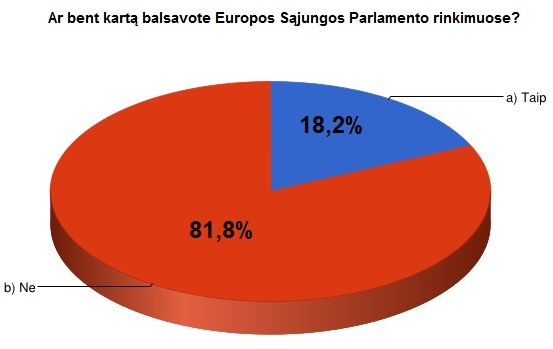 Ar bent kartą balsavote Europos Sąjungos Parlamento rinkimuose?
a) Taip
18,2%
81,8%
b) Ne